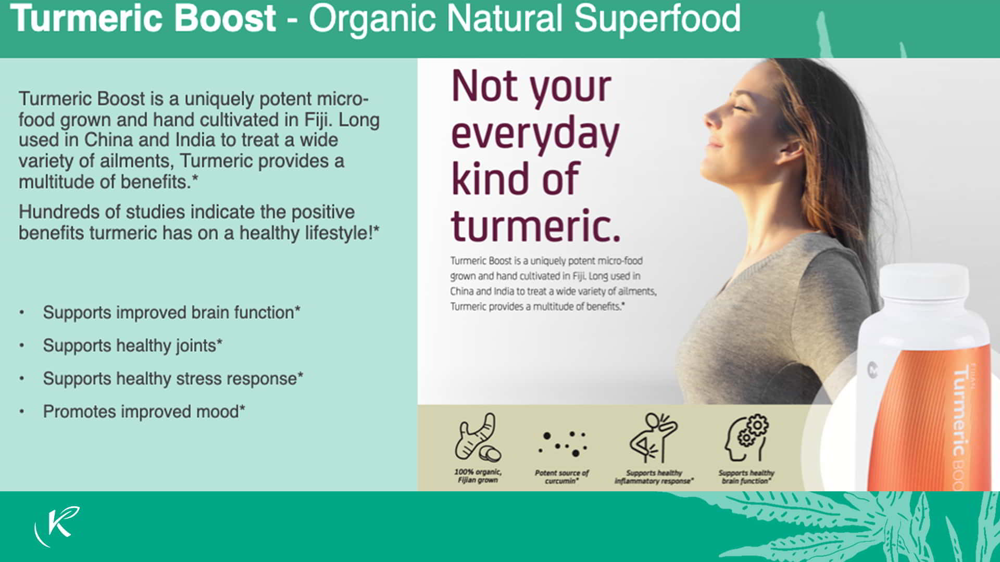 Turmeric Boost - Organic Natural Superfood
Turmeric Boost is a uniquely potent micro-
food grown and hand cultivated in Fiji. Long
used in China and India to treat a wide
variety of ailments, Turmeric provides a
multitude of benefits.*
Hundreds of studies indicate the positive
benefits turmeric has on a healthy lifestyle!*
• Supports improved brain function*
• Supports healthy joints*
• Supports healthy stress response*
• Promotes improved mood*
Not your
everyday
kind of
turmeric.
Turmeric Boost is a uniquely potent micro-food
grown and hand cultivated in Fiji. Long used in
China and India to treat a wide variety of ailments,
Turmeric provides a multitude of benefits.*
100% organic,
Fijian grown
Potent source of
curcumin*
Supports healthy
inflammatory response*
Supports healthy
brain function*
FIJIAN
Turmeric BOO
K